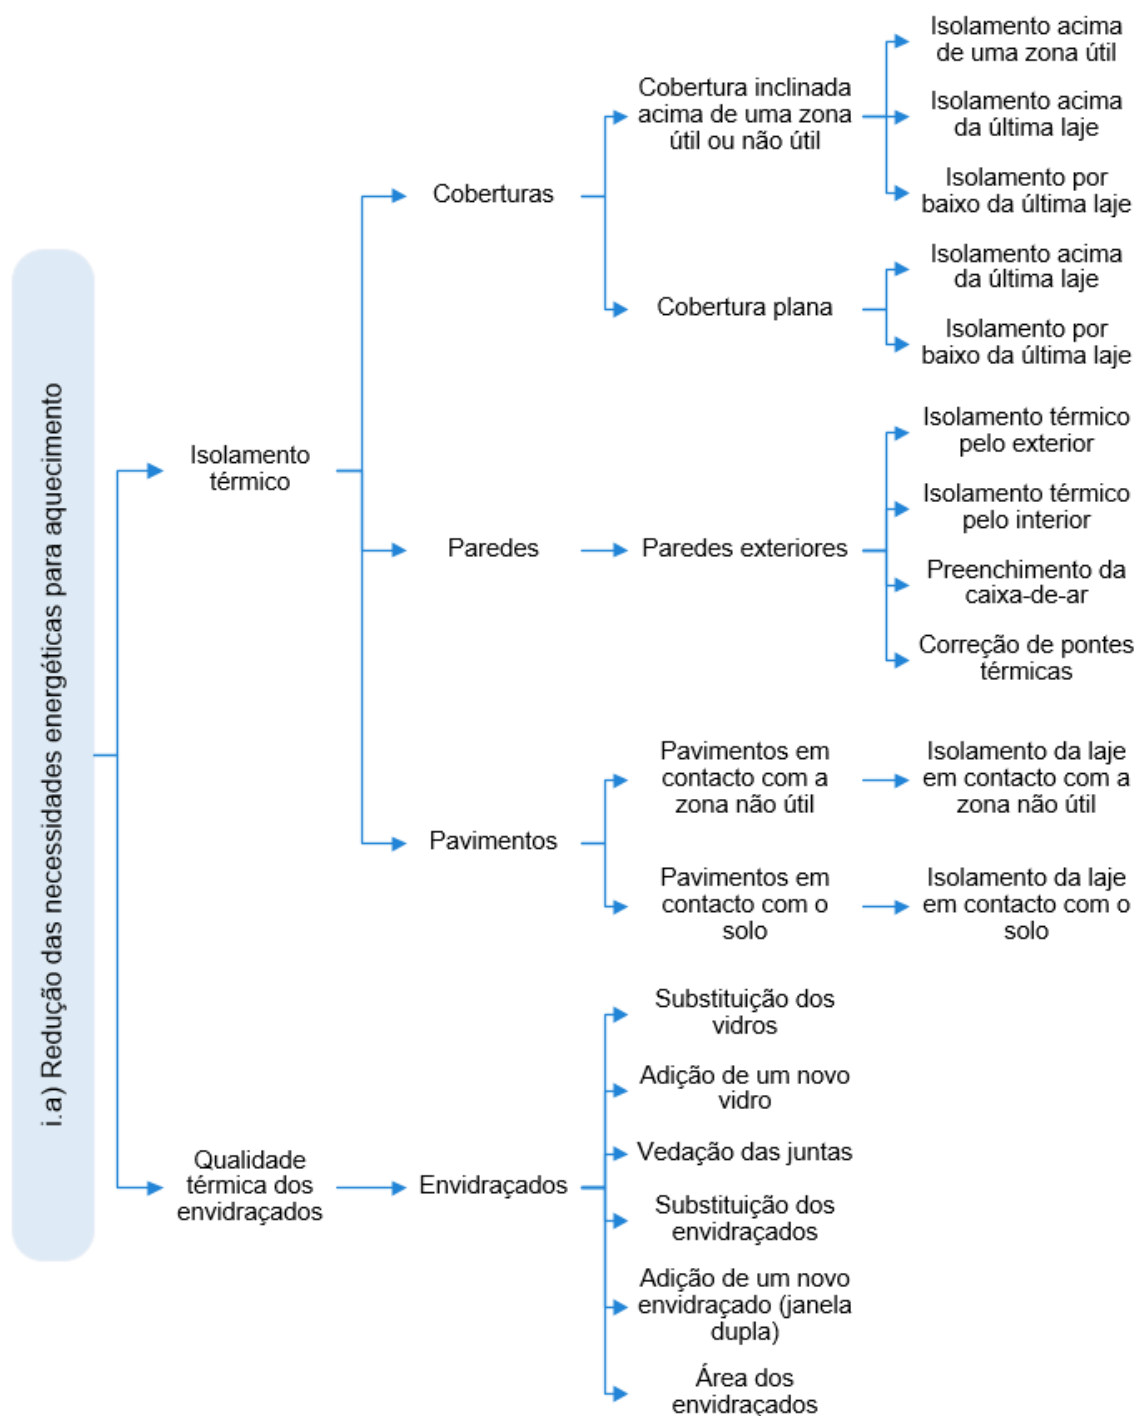 i.a) Redução das necessidades energéticas para aquecimento
Isolamento
térmico
Coberturas
Cobertura inclinada
acima de uma zona
útil ou não útil
Isolamento acima
de uma zona útil
Isolamento acima
da última laje
Isolamento por
baixo da última laje
Cobertura plana
Isolamento acima
da última laje
Isolamento por
baixo da última laje
Paredes
Paredes exteriores
Isolamento térmico
pelo exterior
Isolamento térmico
pelo interior
Preenchimento da
caixa-de-ar
Correção de pontes
térmicas
Pavimentos
Pavimentos em
contacto com a
zona não útil
Isolamento da laje
em contacto com a
zona não útil
Pavimentos em
contacto com o
solo
Isolamento da laje
em contacto com o
solo
Qualidade
térmica dos
envidraçados
Envidraçados
Substituição dos
vidros
Adição de um novo
vidro
Vedação das juntas
Substituição dos
envidraçados
Adição de um novo
envidraçado (janela
dupla)
Área dos
envidraçados